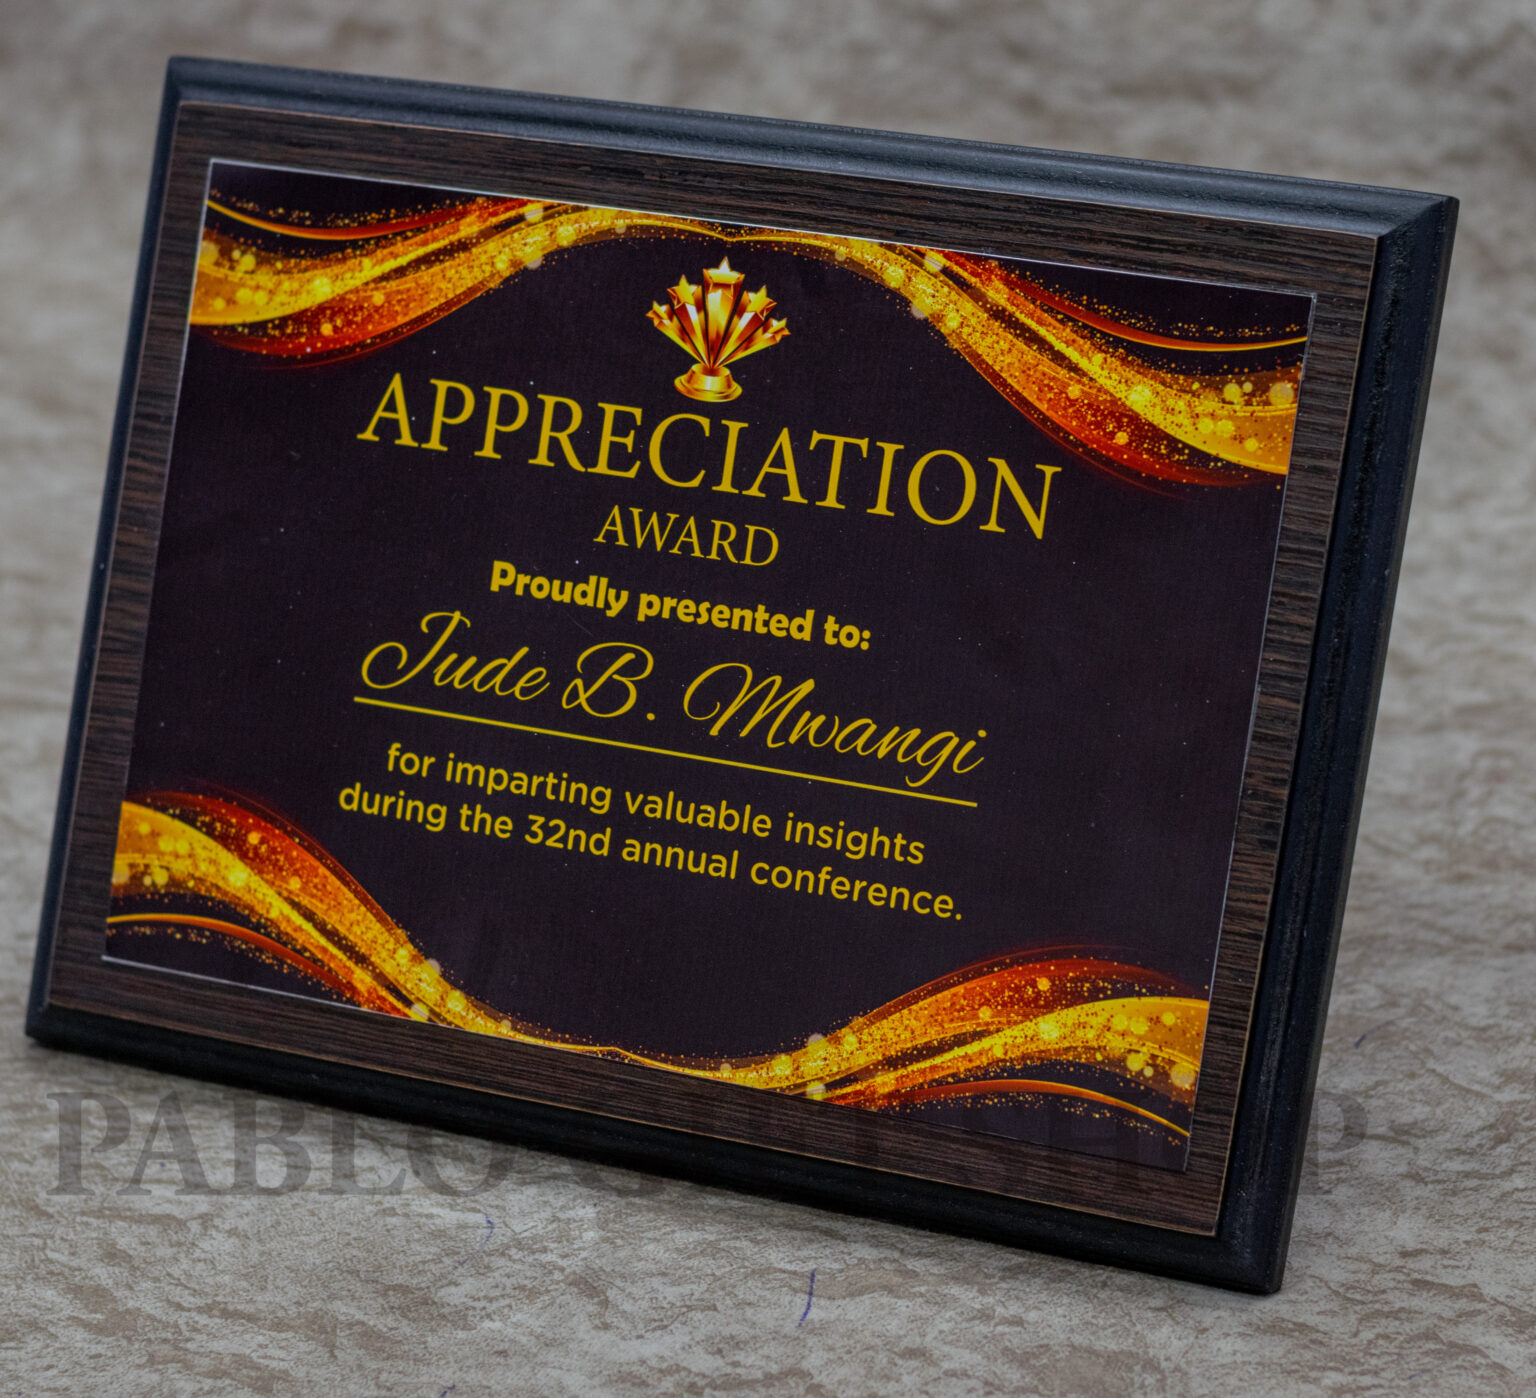 APPRECIATION
AWARD
Proudly presented to:
Jude B. Mwangi
for imparting valuable insights
during the 32nd annual conference.